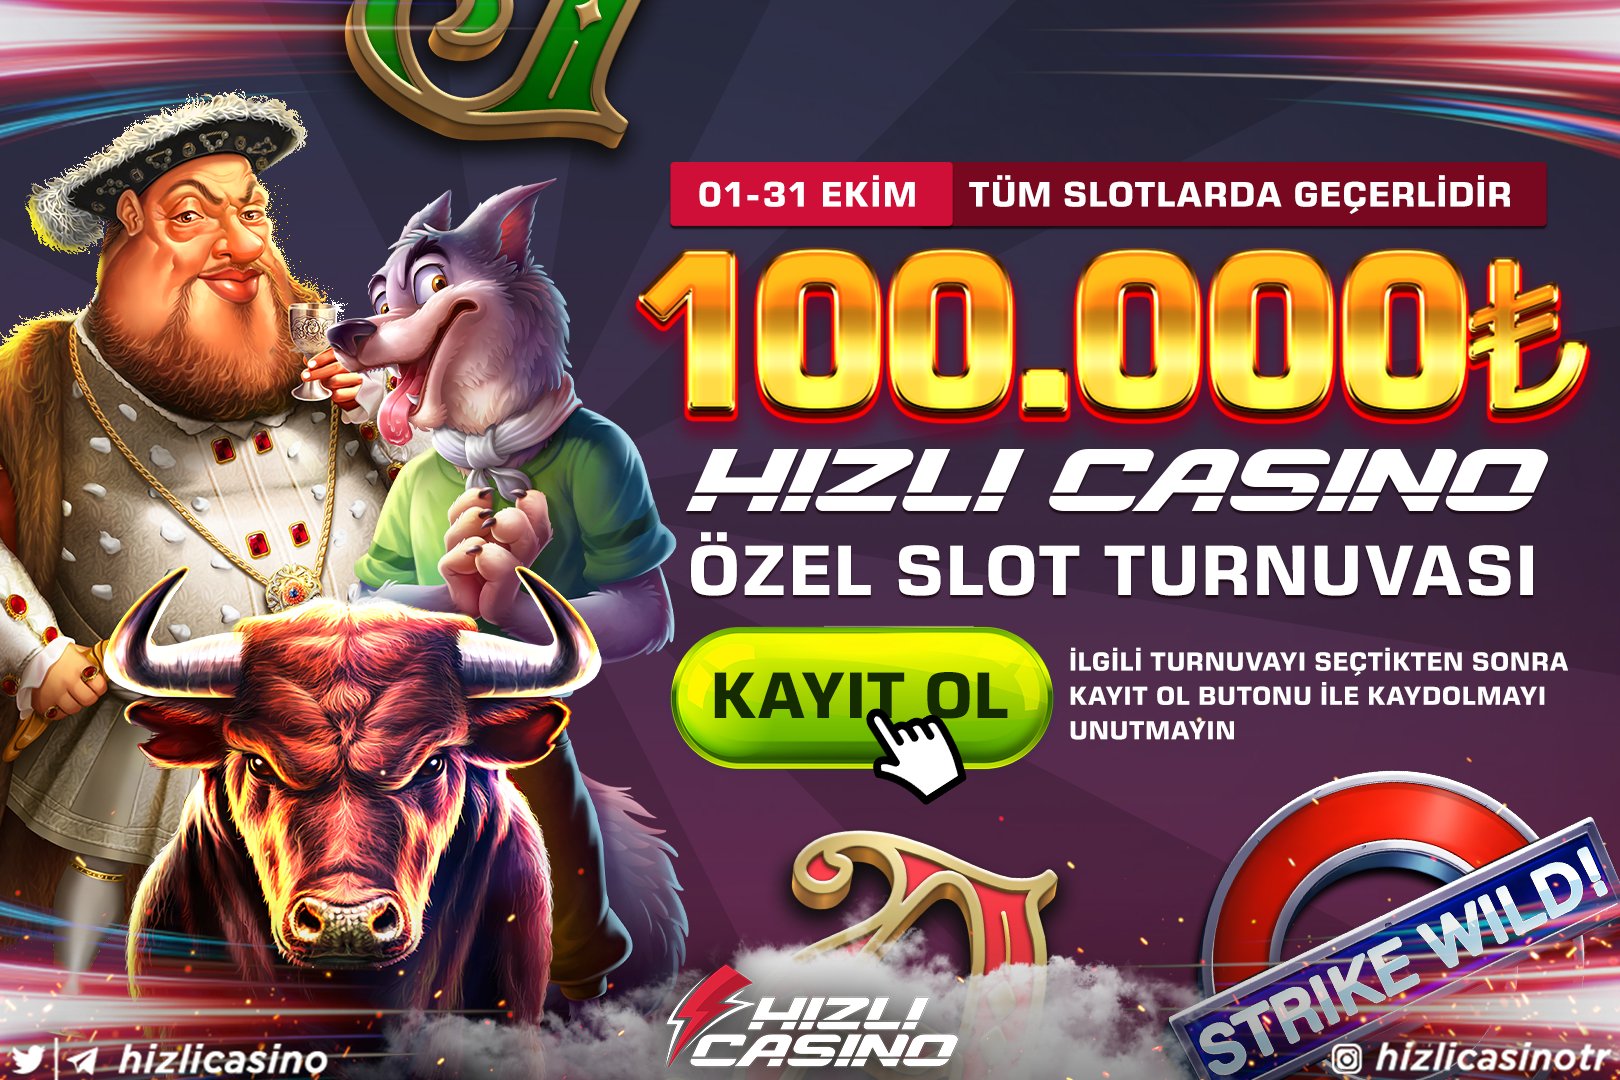 01-31 EKİM TÜM SLOTLARDA GEÇERLİDİR
100.000₺
HIZLI CASINO
ÖZEL SLOT TURNUVASI
KAYIT OL
İLGİLİ TURNUVAYI SEÇTİKTEN SONRA
KAYIT OL BUTONU İLE KAYDOLMAYI
UNUTMAYIN
STRIKE WILD!
HIZLI
CASINO
hizlicasino
hizlicasinotr